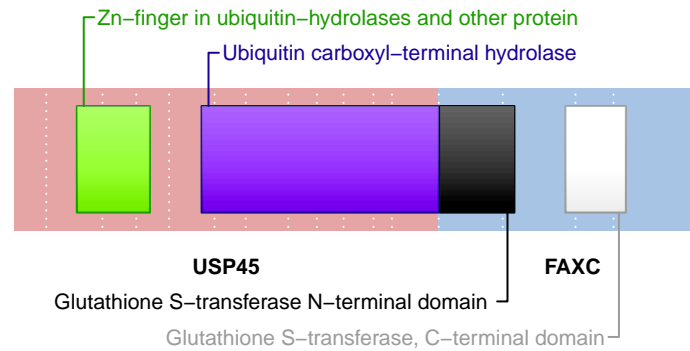 Zn−finger in ubiquitin−hydrolases and other protein
Ubiquitin carboxyl−terminal hydrolase
USP45 FAXC
Glutathione S−transferase N−terminal domain
Glutathione S−transferase, C−terminal domain